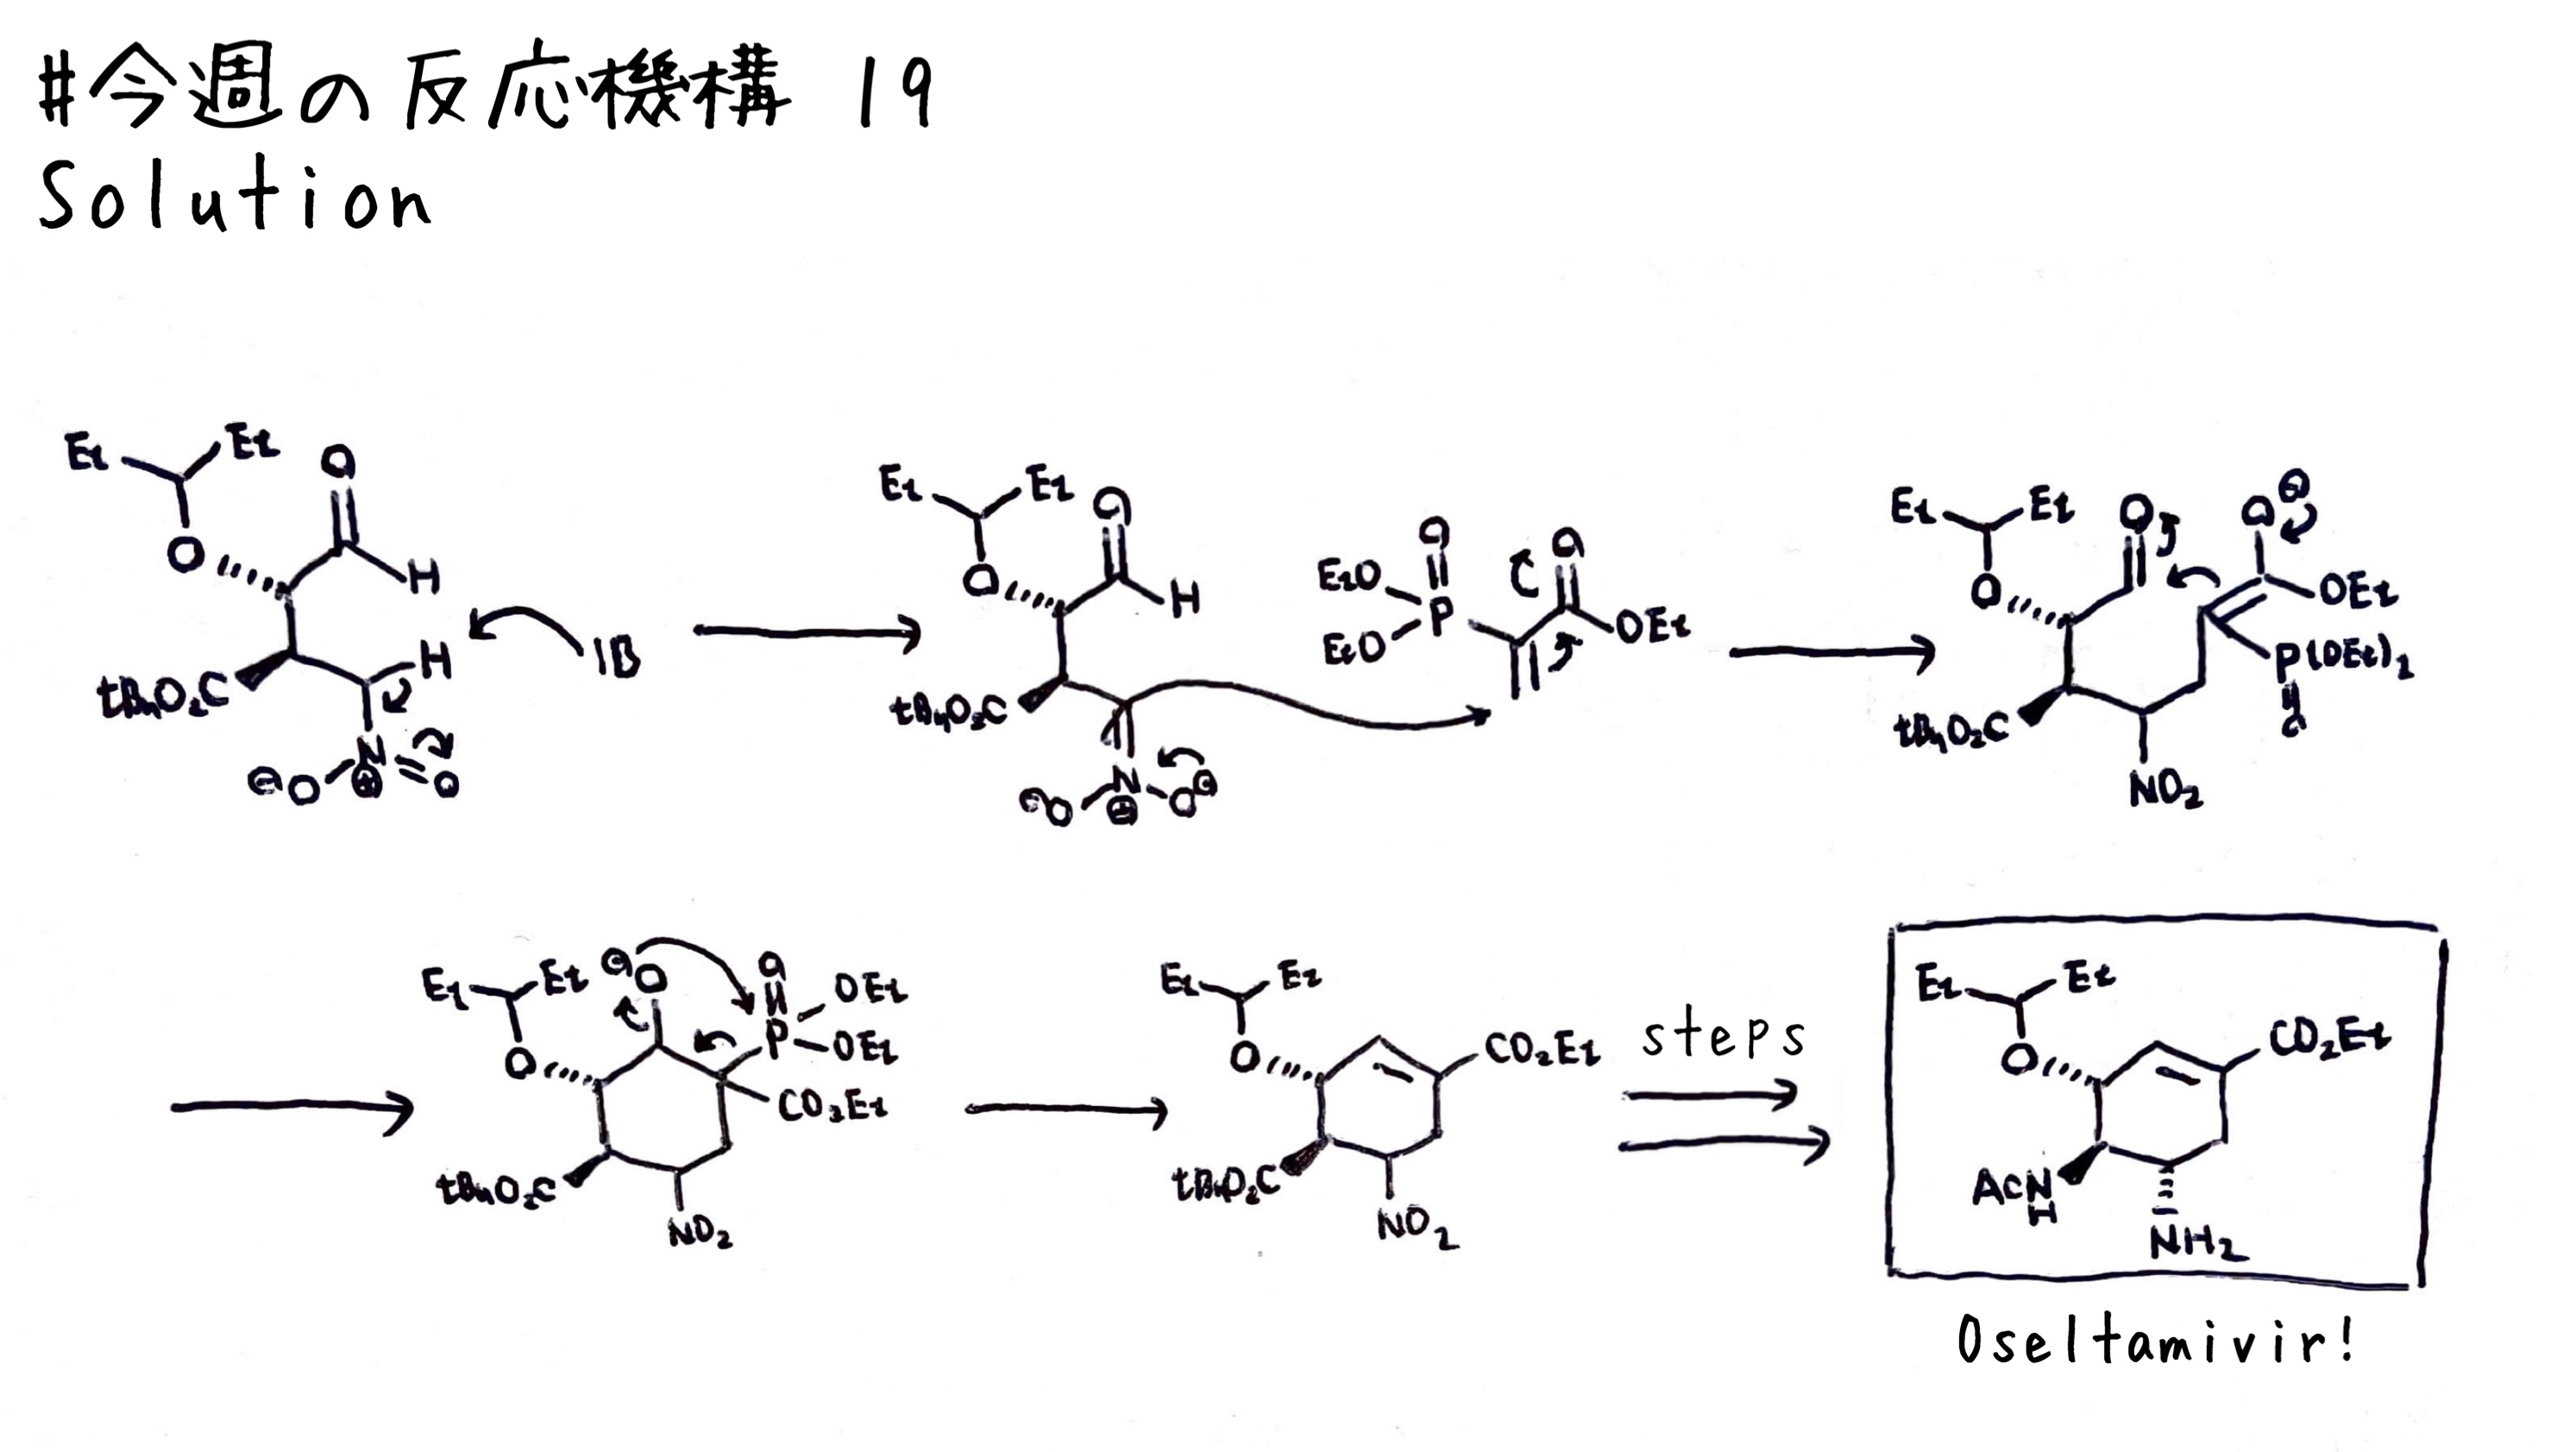 #今週の反応機構 19
Solution
Et Et O O H
tBuO₂C H IB
⊖O N ⊕ O
Et Et O O H
tBuO₂C
⊖O N ⊕ O⊖
EtO EtO P O O OEt
Et Et O O O⊖ OEt
tBuO₂C P(OEt)₂ O
NO₂
Et Et O ⊖O O P OEt OEt
CO₂Et
tBuO₂C
NO₂
Et Et O CO₂Et
tBuO₂C
NO₂
steps
Et Et O CO₂Et
AcN H
NH₂
Oseltamivir!